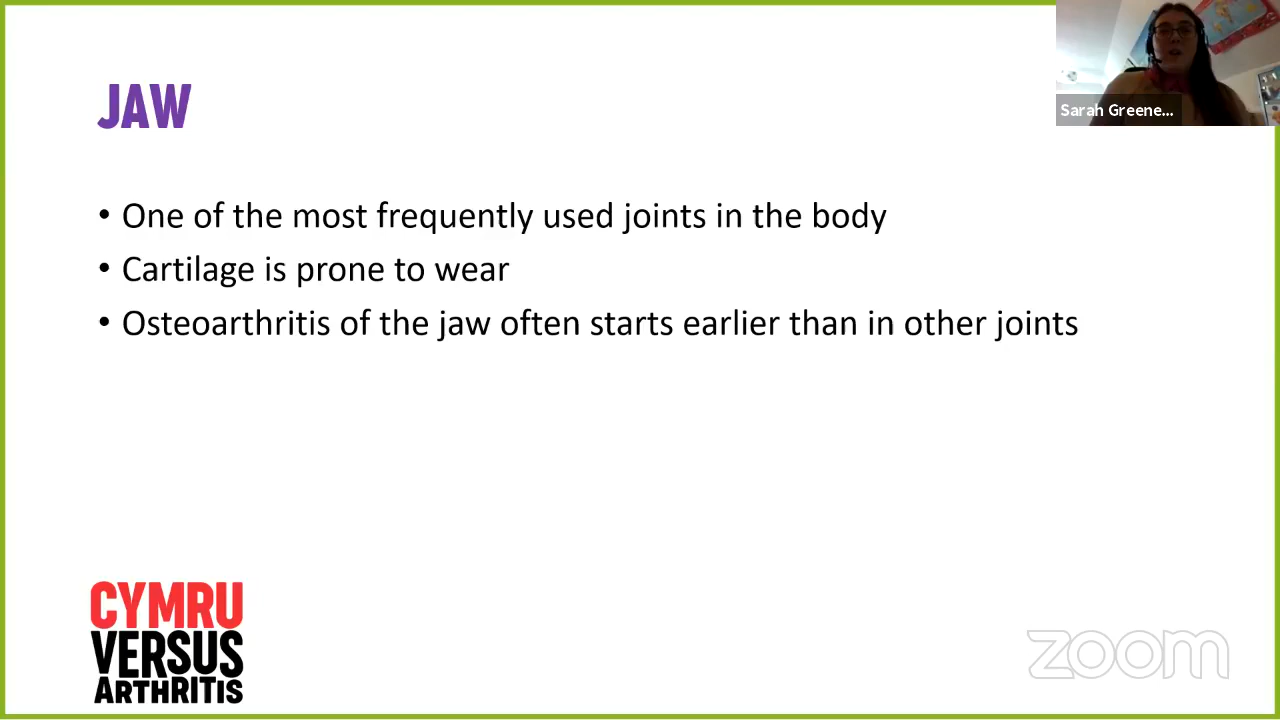 JAW
Sarah Greene...
• One of the most frequently used joints in the body
• Cartilage is prone to wear
• Osteoarthritis of the jaw often starts earlier than in other joints
CYMRU
VERSUS
ARTHRITIS
zoom